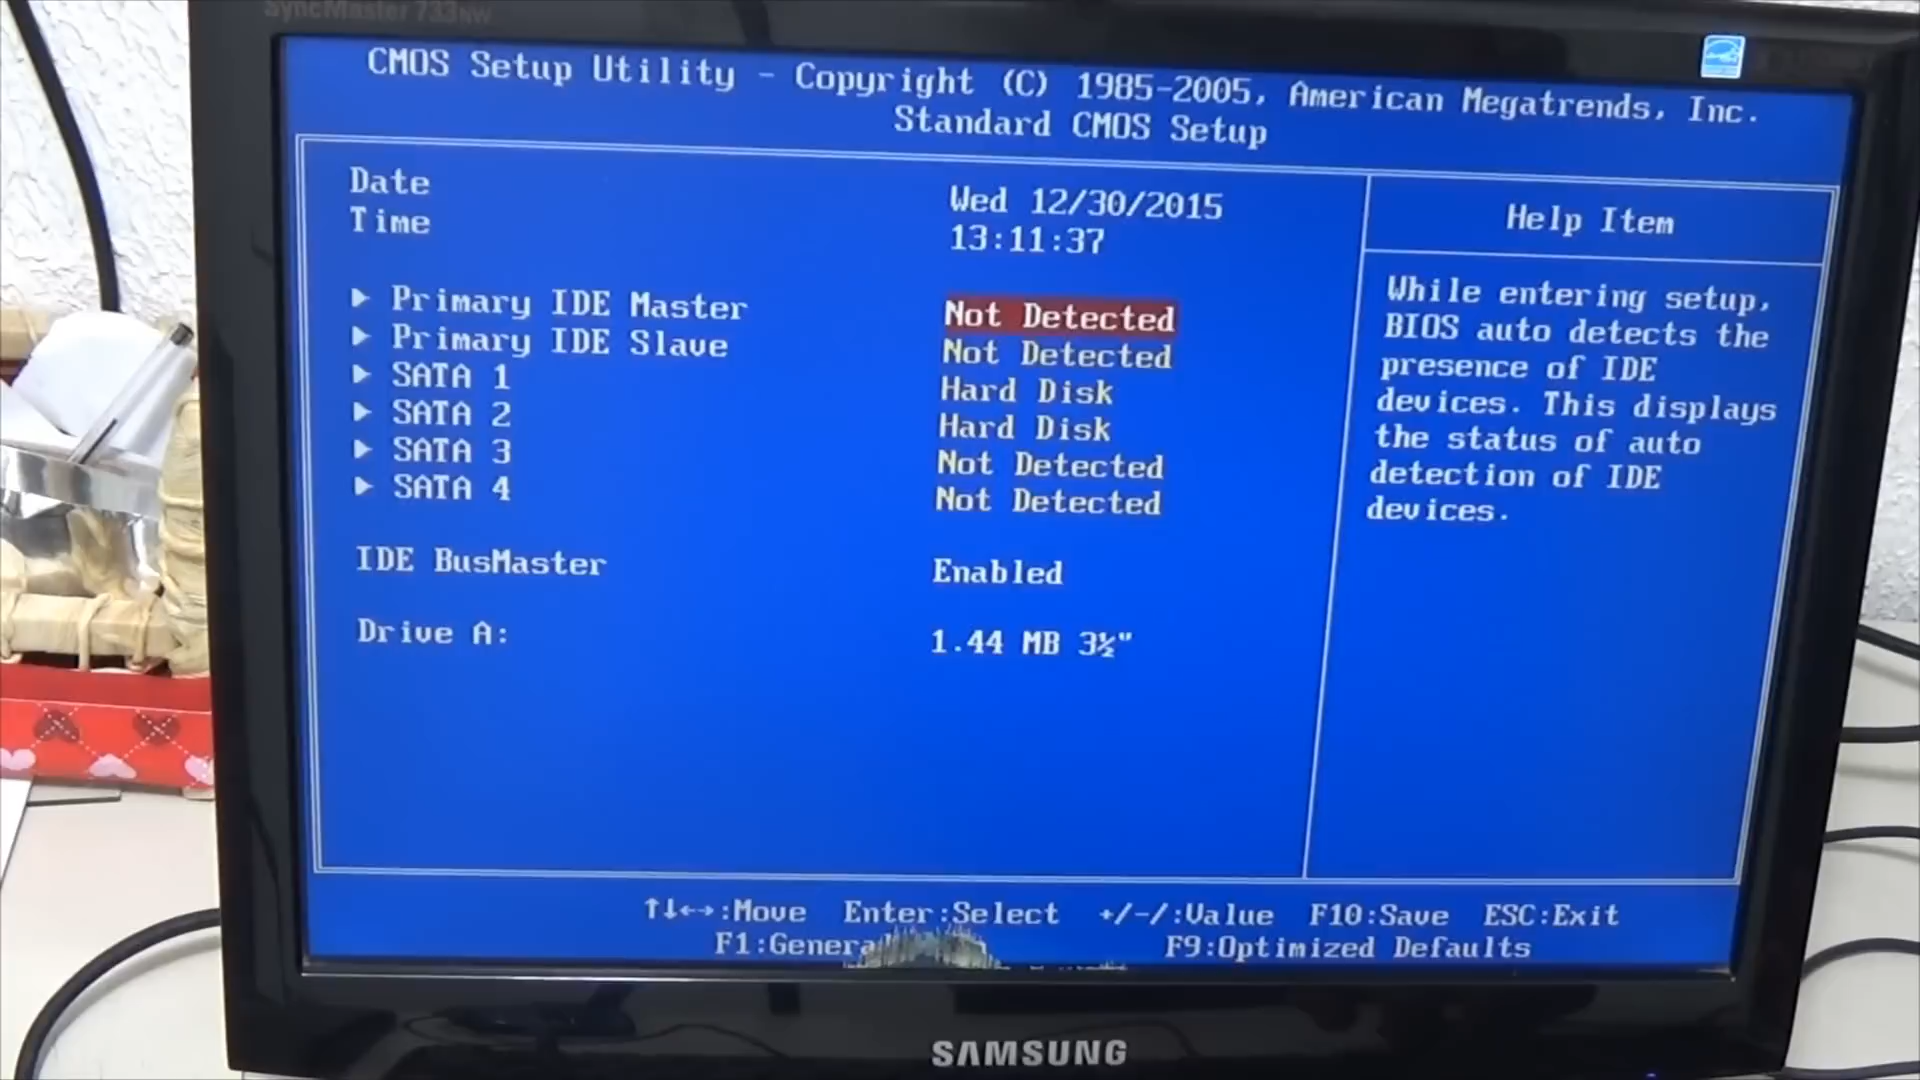 SyncMaster 733NW
CMOS Setup Utility - Copyright (C) 1985-2005, American Megatrends, Inc.
Standard CMOS Setup
Date Wed 12/30/2015
Time 13:11:37
▶ Primary IDE Master Not Detected
▶ Primary IDE Slave Not Detected
▶ SATA 1 Hard Disk
▶ SATA 2 Hard Disk
▶ SATA 3 Not Detected
▶ SATA 4 Not Detected
IDE BusMaster Enabled
Drive A: 1.44 MB 3½"
Help Item
While entering setup,
BIOS auto detects the
presence of IDE
devices. This displays
the status of auto
detection of IDE
devices.
↑↓←→:Move Enter:Select +/-/:Value F10:Save ESC:Exit
F1:Genera F9:Optimized Defaults
SAMSUNG